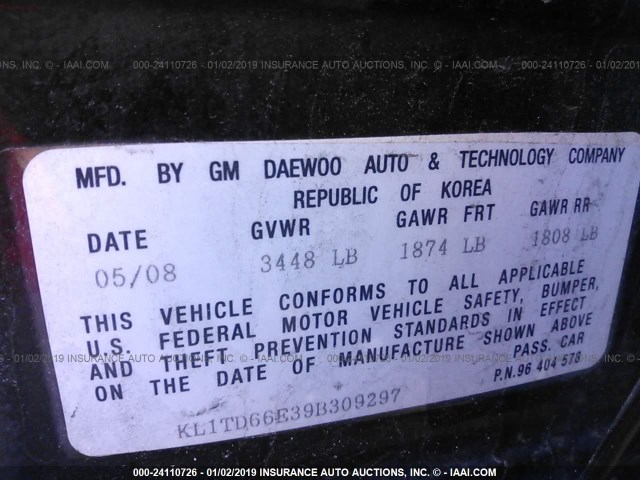 000-24110726 - 01/02/2019 INSURANCE AUTO AUCTIONS, INC. © - IAAI.COM
MFD. BY GM DAEWOO AUTO & TECHNOLOGY COMPANY
REPUBLIC OF KOREA
DATE GVWR GAWR FRT GAWR RR
05/08 3448 LB 1874 LB 1808 LB
THIS VEHICLE CONFORMS TO ALL APPLICABLE
U.S. FEDERAL MOTOR VEHICLE SAFETY, BUMPER,
AND THEFT PREVENTION STANDARDS IN EFFECT
ON THE DATE OF MANUFACTURE SHOWN ABOVE
PASS. CAR
P.N.96 404 578
KL1TD66E39B309297
000-24110726 - 01/02/2019 INSURANCE AUTO AUCTIONS, INC. © - IAAI.COM